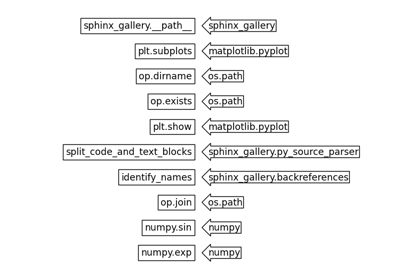 sphinx_gallery.__path__ sphinx_gallery
plt.subplots matplotlib.pyplot
op.dirname os.path
op.exists os.path
plt.show matplotlib.pyplot
split_code_and_text_blocks sphinx_gallery.py_source_parser
identify_names sphinx_gallery.backreferences
op.join os.path
numpy.sin numpy
numpy.exp numpy